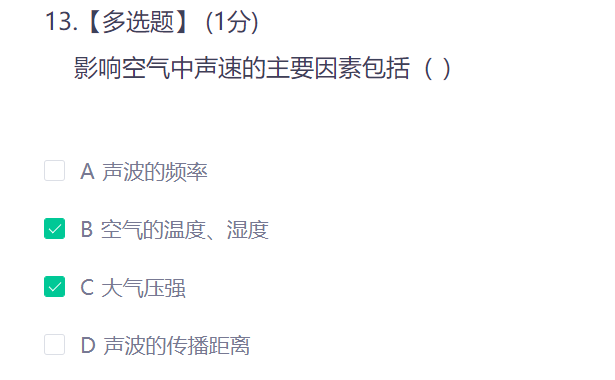 13.【多选题】 (1分)
影响空气中声速的主要因素包括（ ）
A 声波的频率
B 空气的温度、湿度
C 大气压强
D 声波的传播距离